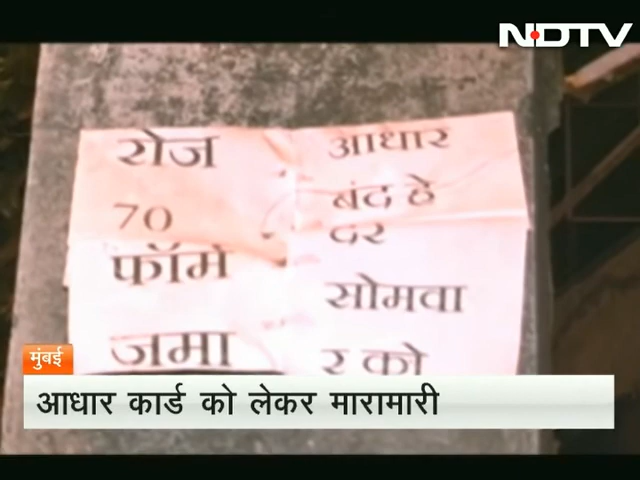 NDTV
रोज
70
फॉर्म
जमा
आधार
बंद हे
दर
सोमवा
र को
मुंबई
आधार कार्ड को लेकर मारामारी